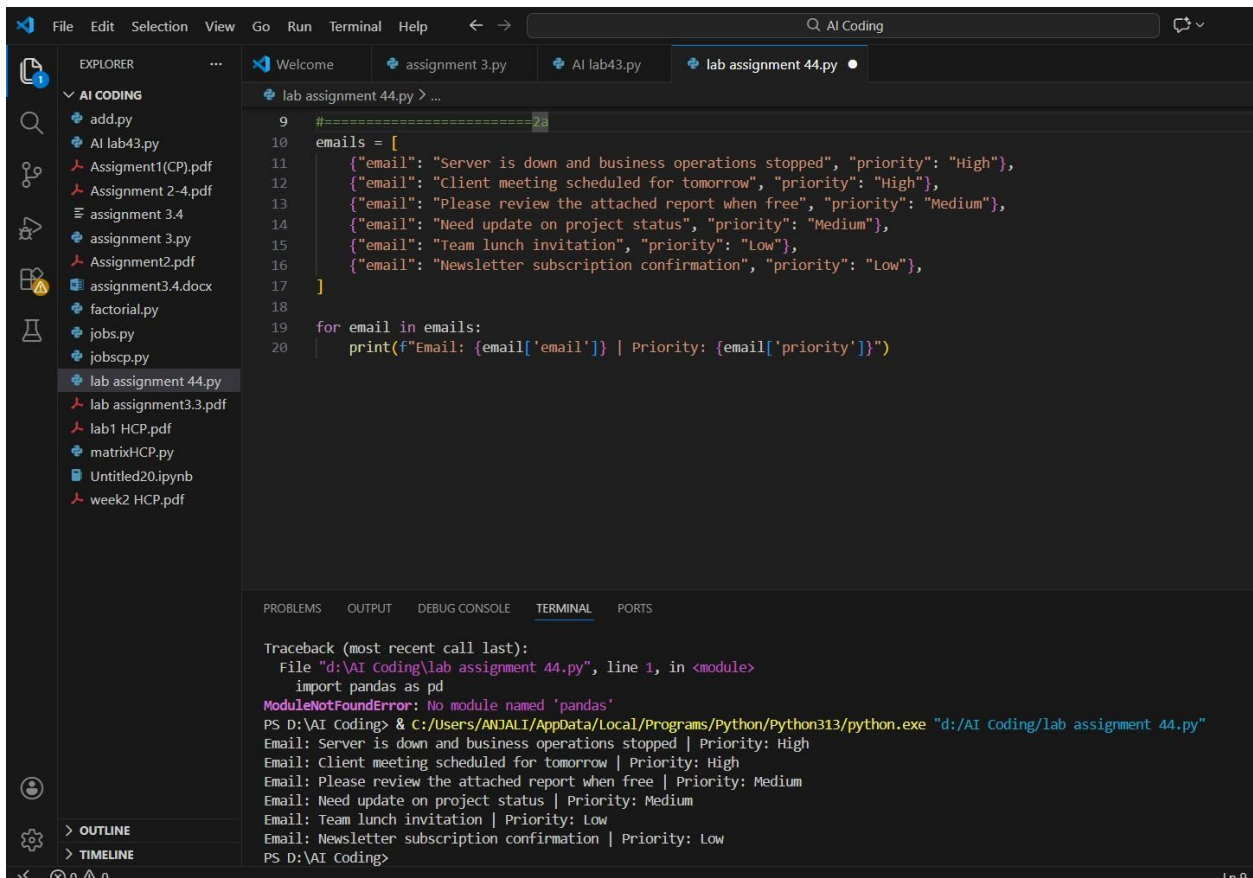 File Edit Selection View Go Run Terminal Help ← → AI Coding
EXPLORER ...
AI CODING
add.py
AI lab43.py
Assigment1(CP).pdf
Assignment 2-4.pdf
assignment 3.4
assignment 3.py
Assignment2.pdf
assignment3.4.docx
factorial.py
jobs.py
jobscp.py
lab assignment 44.py
lab assignment3.3.pdf
lab1 HCP.pdf
matrixHCP.py
Untitled20.ipynb
week2 HCP.pdf
OUTLINE
TIMELINE
1
Welcome assignment 3.py AI lab43.py lab assignment 44.py ●
lab assignment 44.py > ...
9 #=========================2a
10 emails = [
11     {"email": "Server is down and business operations stopped", "priority": "High"},
12     {"email": "Client meeting scheduled for tomorrow", "priority": "High"},
13     {"email": "Please review the attached report when free", "priority": "Medium"},
14     {"email": "Need update on project status", "priority": "Medium"},
15     {"email": "Team lunch invitation", "priority": "Low"},
16     {"email": "Newsletter subscription confirmation", "priority": "Low"},
17 ]
18
19 for email in emails:
20     print(f"Email: {email['email']} | Priority: {email['priority']}")
PROBLEMS OUTPUT DEBUG CONSOLE TERMINAL PORTS
Traceback (most recent call last):
  File "d:\AI Coding\lab assignment 44.py", line 1, in <module>
    import pandas as pd
ModuleNotFoundError: No module named 'pandas'
PS D:\AI Coding> & C:/Users/ANJALI/AppData/Local/Programs/Python/Python313/python.exe "d:/AI Coding/lab assignment 44.py"
Email: Server is down and business operations stopped | Priority: High
Email: Client meeting scheduled for tomorrow | Priority: High
Email: Please review the attached report when free | Priority: Medium
Email: Need update on project status | Priority: Medium
Email: Team lunch invitation | Priority: Low
Email: Newsletter subscription confirmation | Priority: Low
PS D:\AI Coding>
0 0
Ln 9